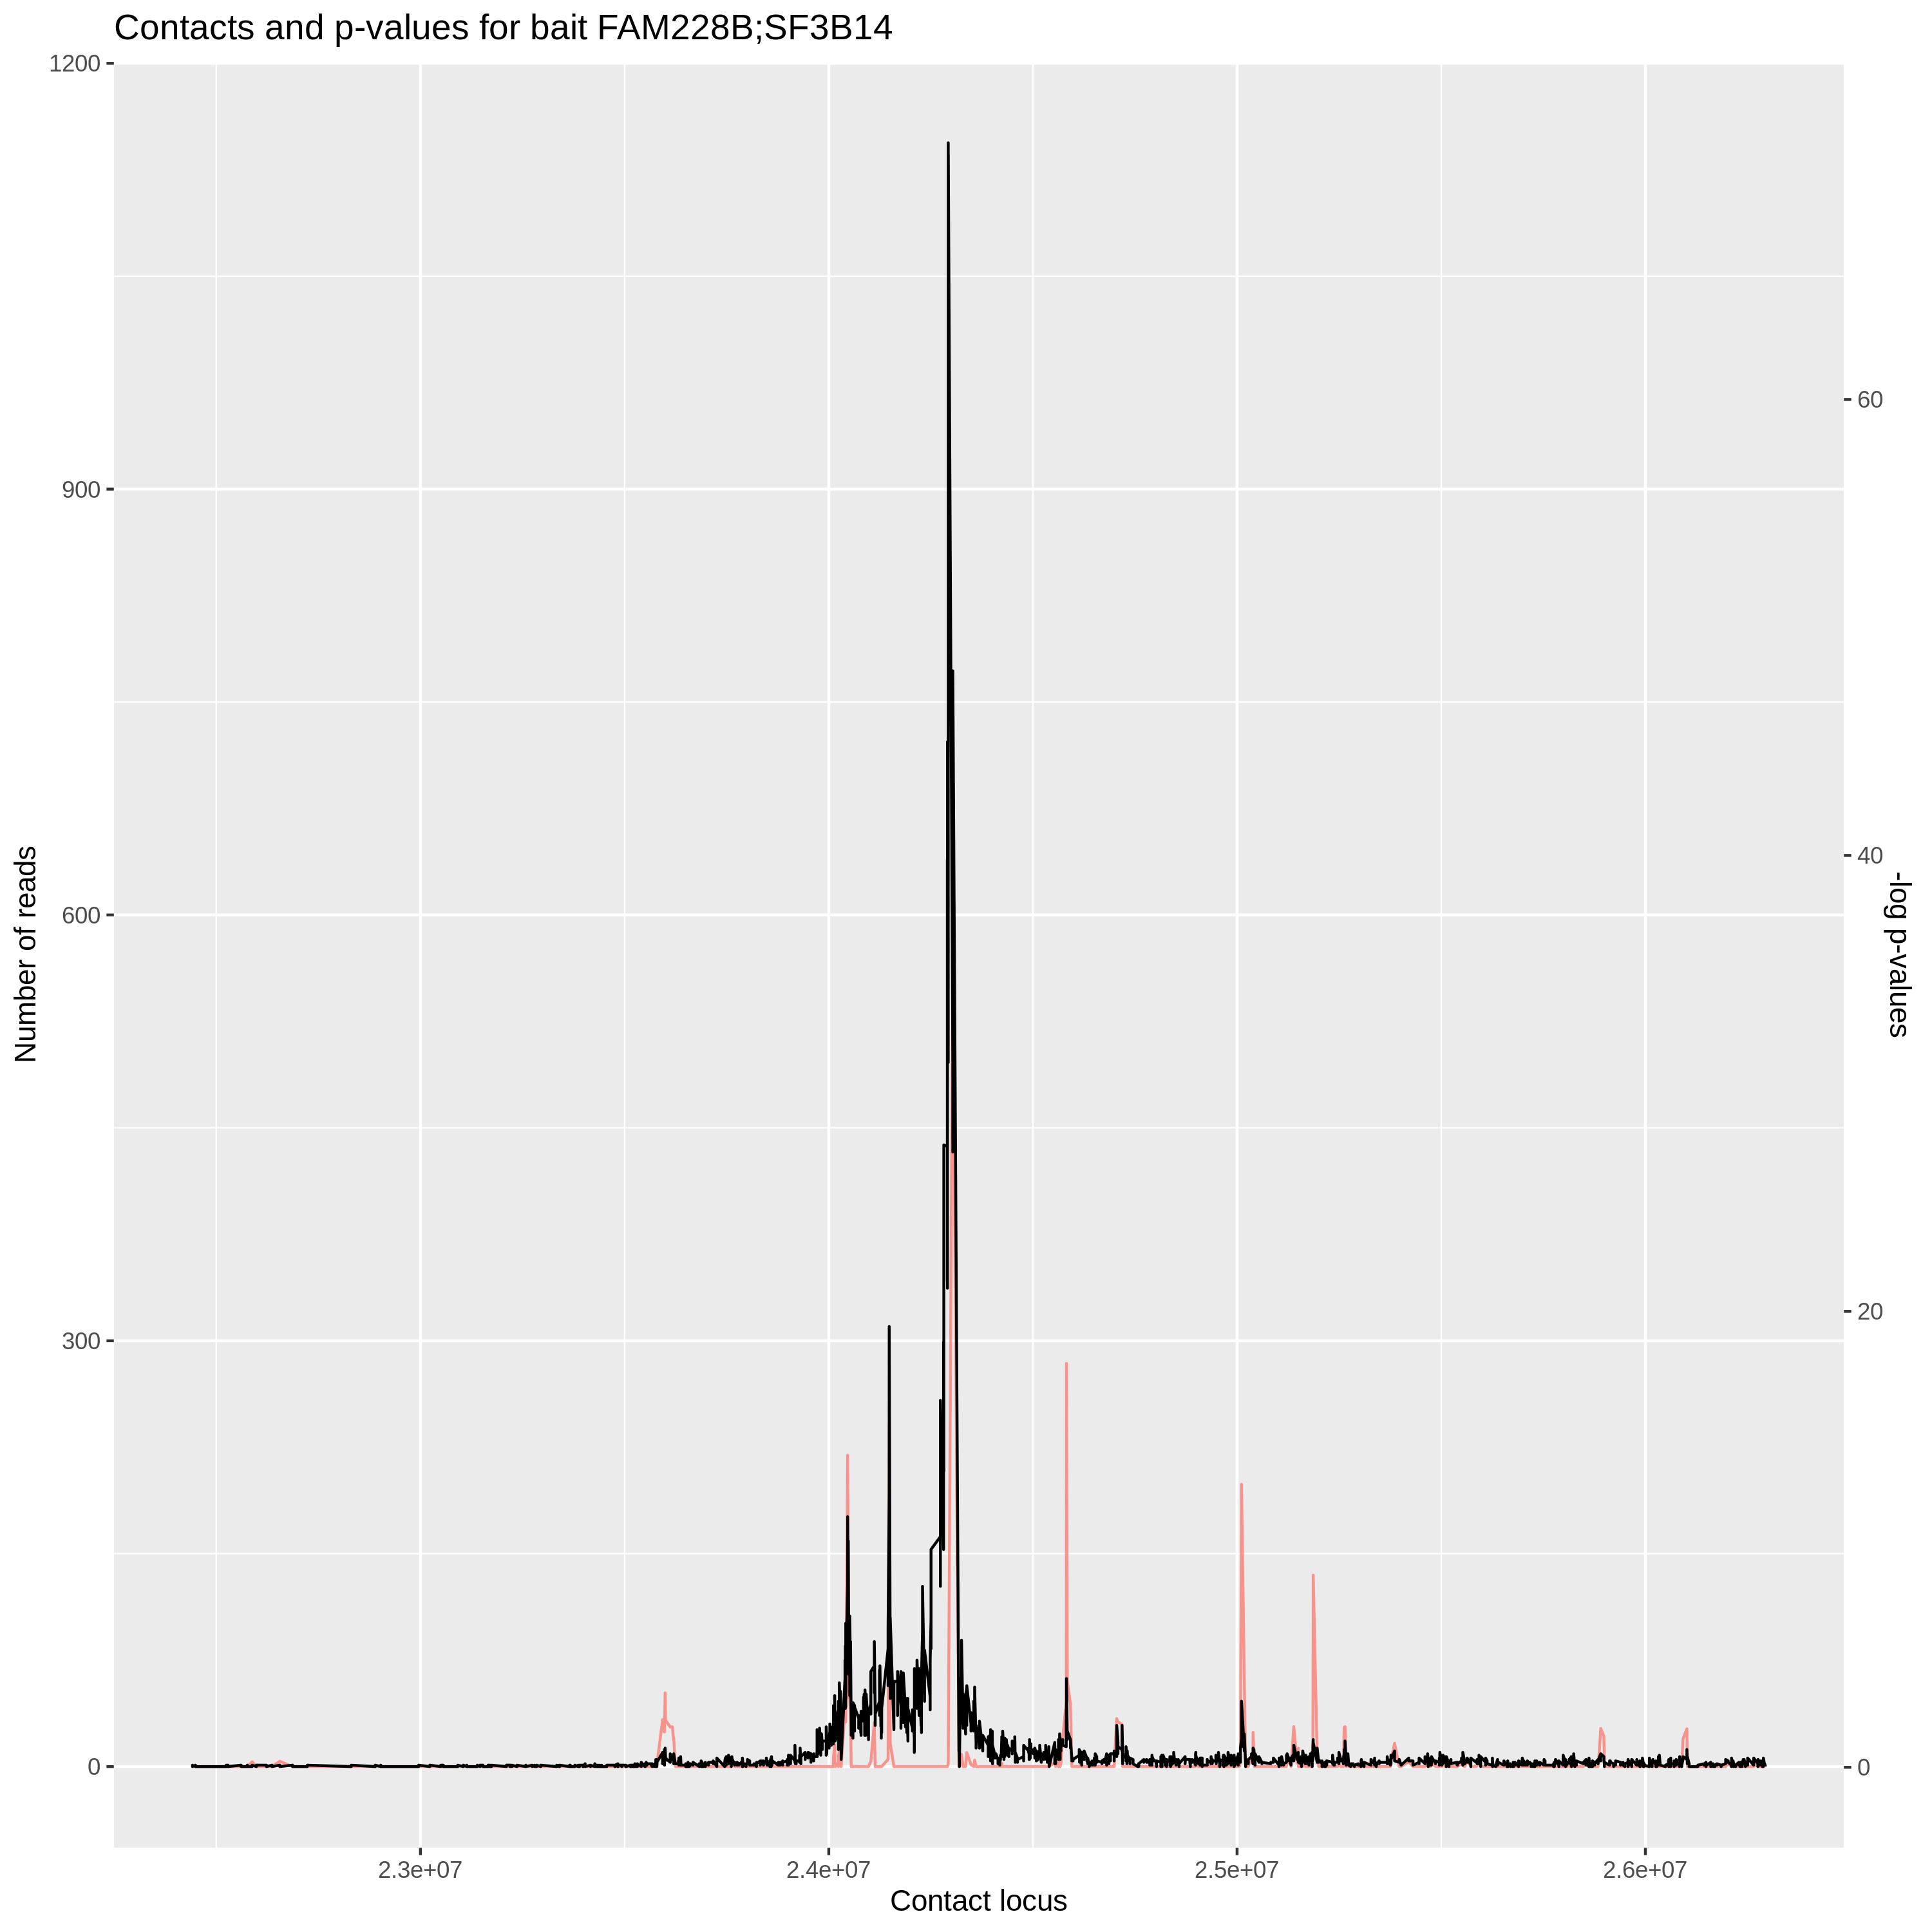 Contacts and p-values for bait FAM228B;SF3B14
1200
900
600
300
0
Number of reads
60
40
20
0
-log p-values
2.3e+07
2.4e+07
2.5e+07
2.6e+07
Contact locus